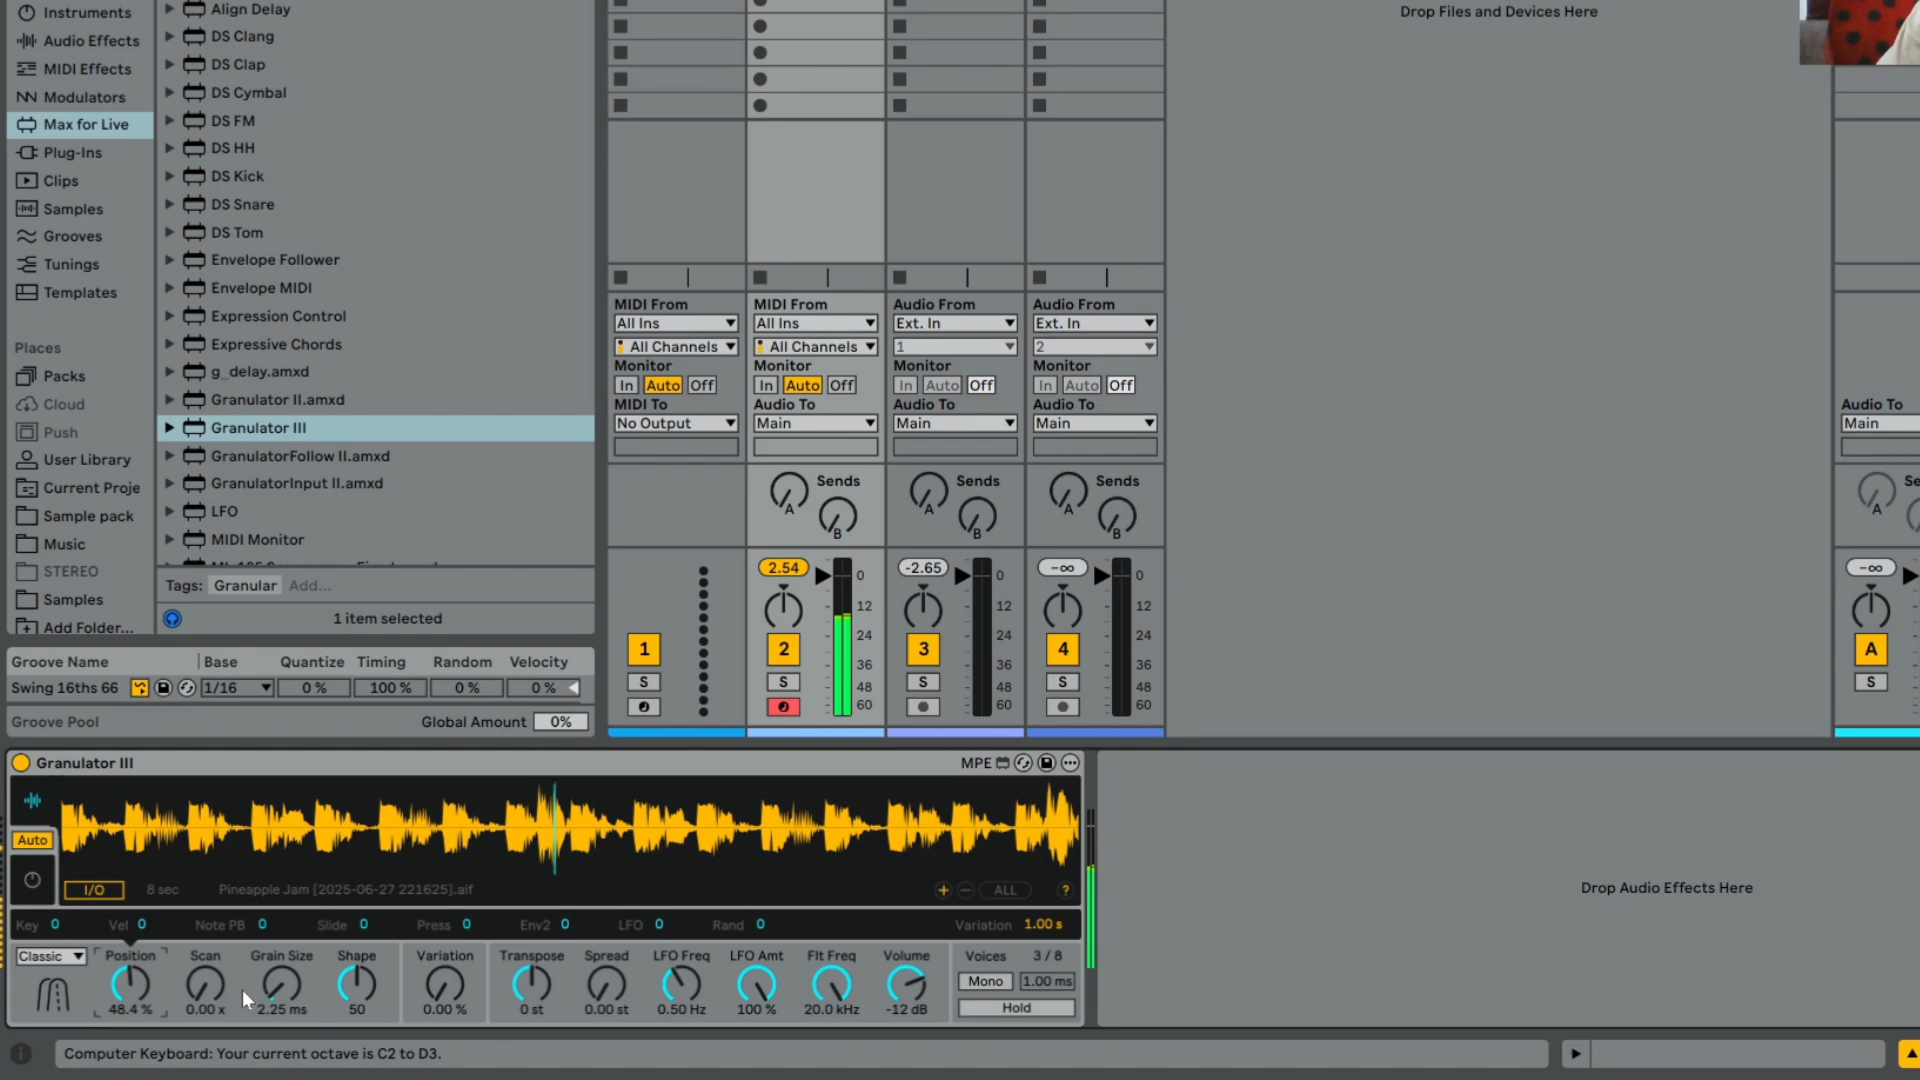 Instruments
Audio Effects
MIDI Effects
Modulators
Max for Live
Plug-Ins
Clips
Samples
Grooves
Tunings
Templates
Places
Packs
Cloud
Push
User Library
Current Proje
Sample pack
Music
STEREO
Samples
Add Folder...
Align Delay
DS Clang
DS Clap
DS Cymbal
DS FM
DS HH
DS Kick
DS Snare
DS Tom
Envelope Follower
Envelope MIDI
Expression Control
Expressive Chords
g_delay.amxd
Granulator II.amxd
Granulator III
GranulatorFollow II.amxd
GranulatorInput II.amxd
LFO
MIDI Monitor
Tags: Granular Add...
1 item selected
Groove Name Base Quantize Timing Random Velocity
Swing 16ths 66 1/16 0 % 100 % 0 % 0 %
Groove Pool Global Amount 0%
Drop Files and Devices Here
MIDI From MIDI From Audio From Audio From
All Ins All Ins Ext. In Ext. In
All Channels All Channels 1 2
Monitor Monitor Monitor Monitor
In Auto Off In Auto Off In Auto Off In Auto Off
MIDI To Audio To Audio To Audio To Audio To
No Output Main Main Main Main
Sends Sends Sends Se
A A A A
B B B
2.54 -2.65 -∞ -∞
0 0 0
12 12 12
24 24 24
1 2 3 4 A
36 36 36
S S S S S
48 48 48
60 60 60
Granulator III MPE
Auto
I/O 8 sec Pineapple Jam [2025-06-27 221625].aif + − ALL ?
Key 0 Vel 0 Note PB 0 Slide 0 Press 0 Env2 0 LFO 0 Rand 0 Variation 1.00 s
Classic Position Scan Grain Size Shape Variation Transpose Spread LFO Freq LFO Amt Flt Freq Volume Voices 3 / 8
Mono 1.00 ms
48.4 % 0.00 x 2.25 ms 50 0.00 % 0 st 0.00 st 0.50 Hz 100 % 20.0 kHz -12 dB Hold
Drop Audio Effects Here
Computer Keyboard: Your current octave is C2 to D3.